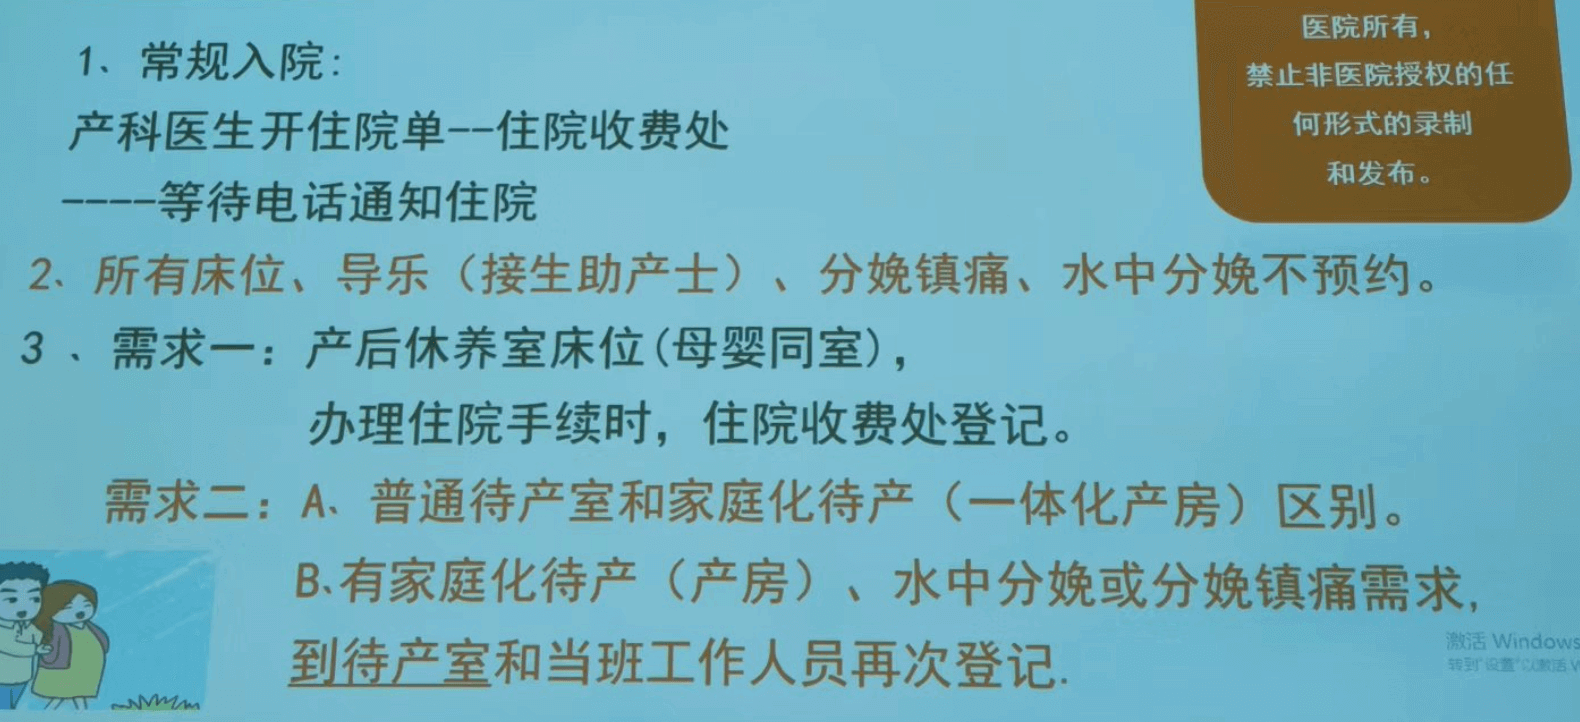 医院所有，
禁止非医院授权的任
何形式的录制
和发布。
1、常规入院:
产科医生开住院单--住院收费处
----等待电话通知住院
2、所有床位、导乐（接生助产士）、分娩镇痛、水中分娩不预约。
3 、需求一：产后休养室床位(母婴同室)，
办理住院手续时，住院收费处登记。
需求二：A、普通待产室和家庭化待产（一体化产房）区别。
B、有家庭化待产（产房）、水中分娩或分娩镇痛需求，
到待产室和当班工作人员再次登记.
激活 Windows
转到"设置"以激活